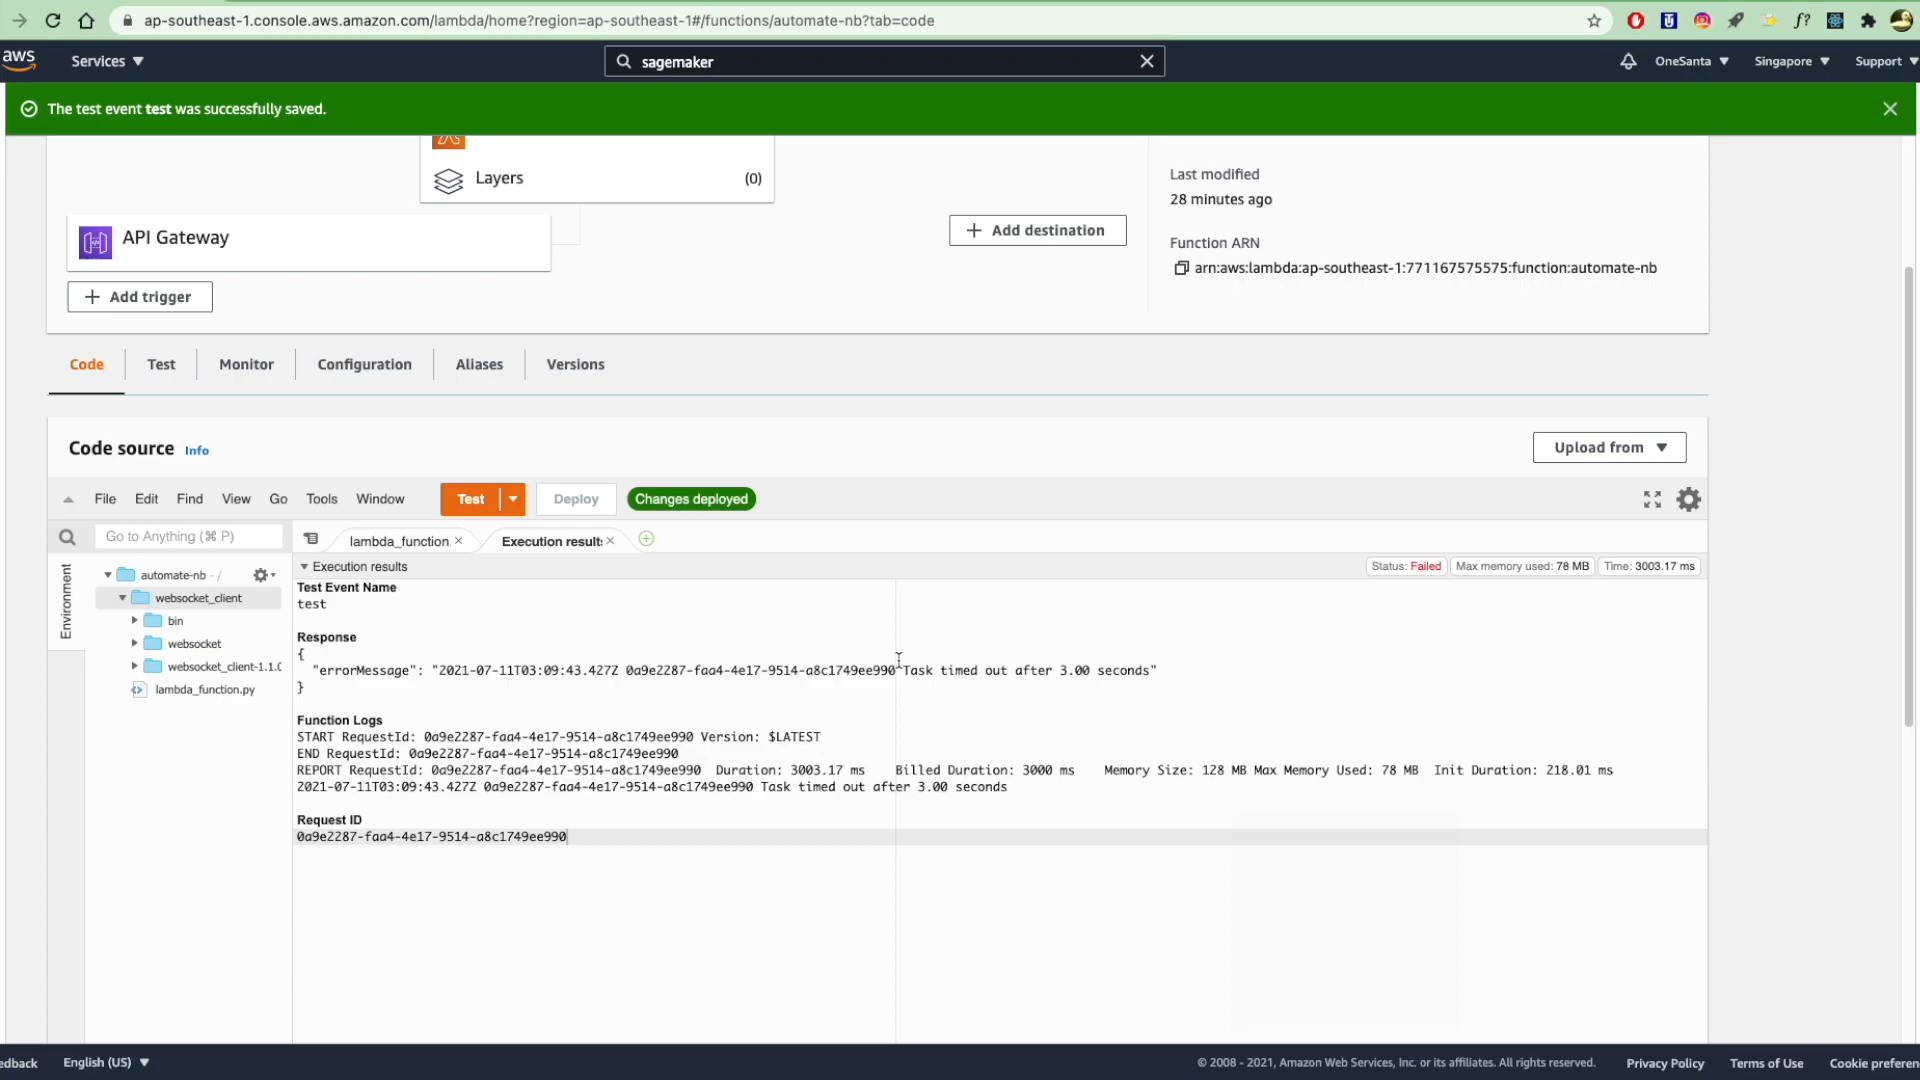 ap-southeast-1.console.aws.amazon.com/lambda/home?region=ap-southeast-1#/functions/automate-nb?tab=code
f?
aws
Services ▼
sagemaker
OneSanta ▼
Singapore ▼
Support ▼
The test event test was successfully saved.
Layers
(0)
Last modified
28 minutes ago
API Gateway
+ Add destination
Function ARN
arn:aws:lambda:ap-southeast-1:771167575575:function:automate-nb
+ Add trigger
Code
Test
Monitor
Configuration
Aliases
Versions
Code source Info
Upload from ▼
File Edit Find View Go Tools Window
Test
Deploy
Changes deployed
Go to Anything (⌘ P)
lambda_function.
Execution results
Environment
Execution results
Status: Failed
Max memory used: 78 MB
Time: 3003.17 ms
automate-nb - /
websocket_client
bin
websocket
websocket_client-1.1.0
lambda_function.py
Test Event Name
test
Response
{
"errorMessage": "2021-07-11T03:09:43.427Z 0a9e2287-faa4-4e17-9514-a8c1749ee990 Task timed out after 3.00 seconds"
}
Function Logs
START RequestId: 0a9e2287-faa4-4e17-9514-a8c1749ee990 Version: $LATEST
END RequestId: 0a9e2287-faa4-4e17-9514-a8c1749ee990
REPORT RequestId: 0a9e2287-faa4-4e17-9514-a8c1749ee990 Duration: 3003.17 ms Billed Duration: 3000 ms Memory Size: 128 MB Max Memory Used: 78 MB Init Duration: 218.01 ms
2021-07-11T03:09:43.427Z 0a9e2287-faa4-4e17-9514-a8c1749ee990 Task timed out after 3.00 seconds
Request ID
0a9e2287-faa4-4e17-9514-a8c1749ee990
edback
English (US) ▼
© 2008 - 2021, Amazon Web Services, Inc. or its affiliates. All rights reserved.
Privacy Policy
Terms of Use
Cookie preferen